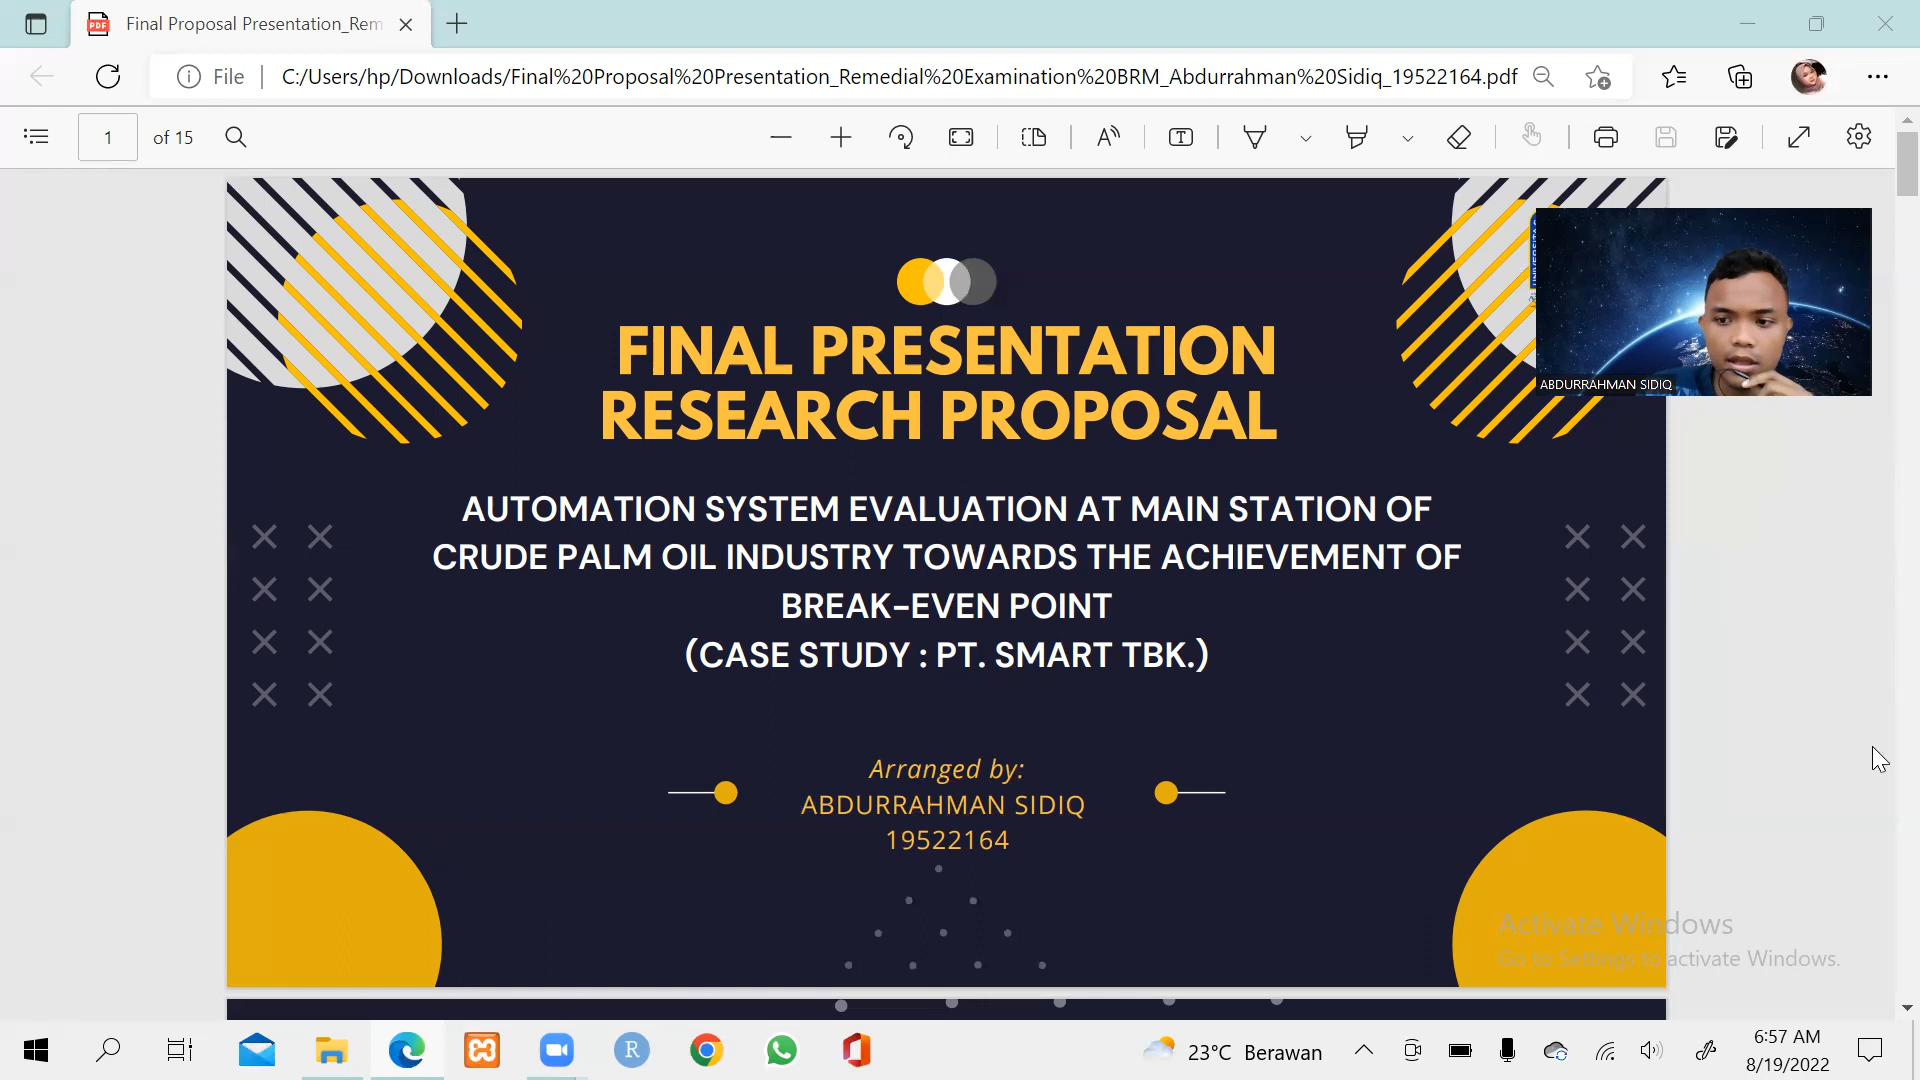 Final Proposal Presentation_Rem
File
C:/Users/hp/Downloads/Final%20Proposal%20Presentation_Remedial%20Examination%20BRM_Abdurrahman%20Sidiq_19522164.pdf
1 of 15
FINAL PRESENTATION
RESEARCH PROPOSAL
ABDURRAHMAN SIDIQ
AUTOMATION SYSTEM EVALUATION AT MAIN STATION OF
CRUDE PALM OIL INDUSTRY TOWARDS THE ACHIEVEMENT OF
BREAK-EVEN POINT
(CASE STUDY : PT. SMART TBK.)
Arranged by:
ABDURRAHMAN SIDIQ
19522164
Activate Windows
Go to Settings to activate Windows.
23°C Berawan
6:57 AM
8/19/2022